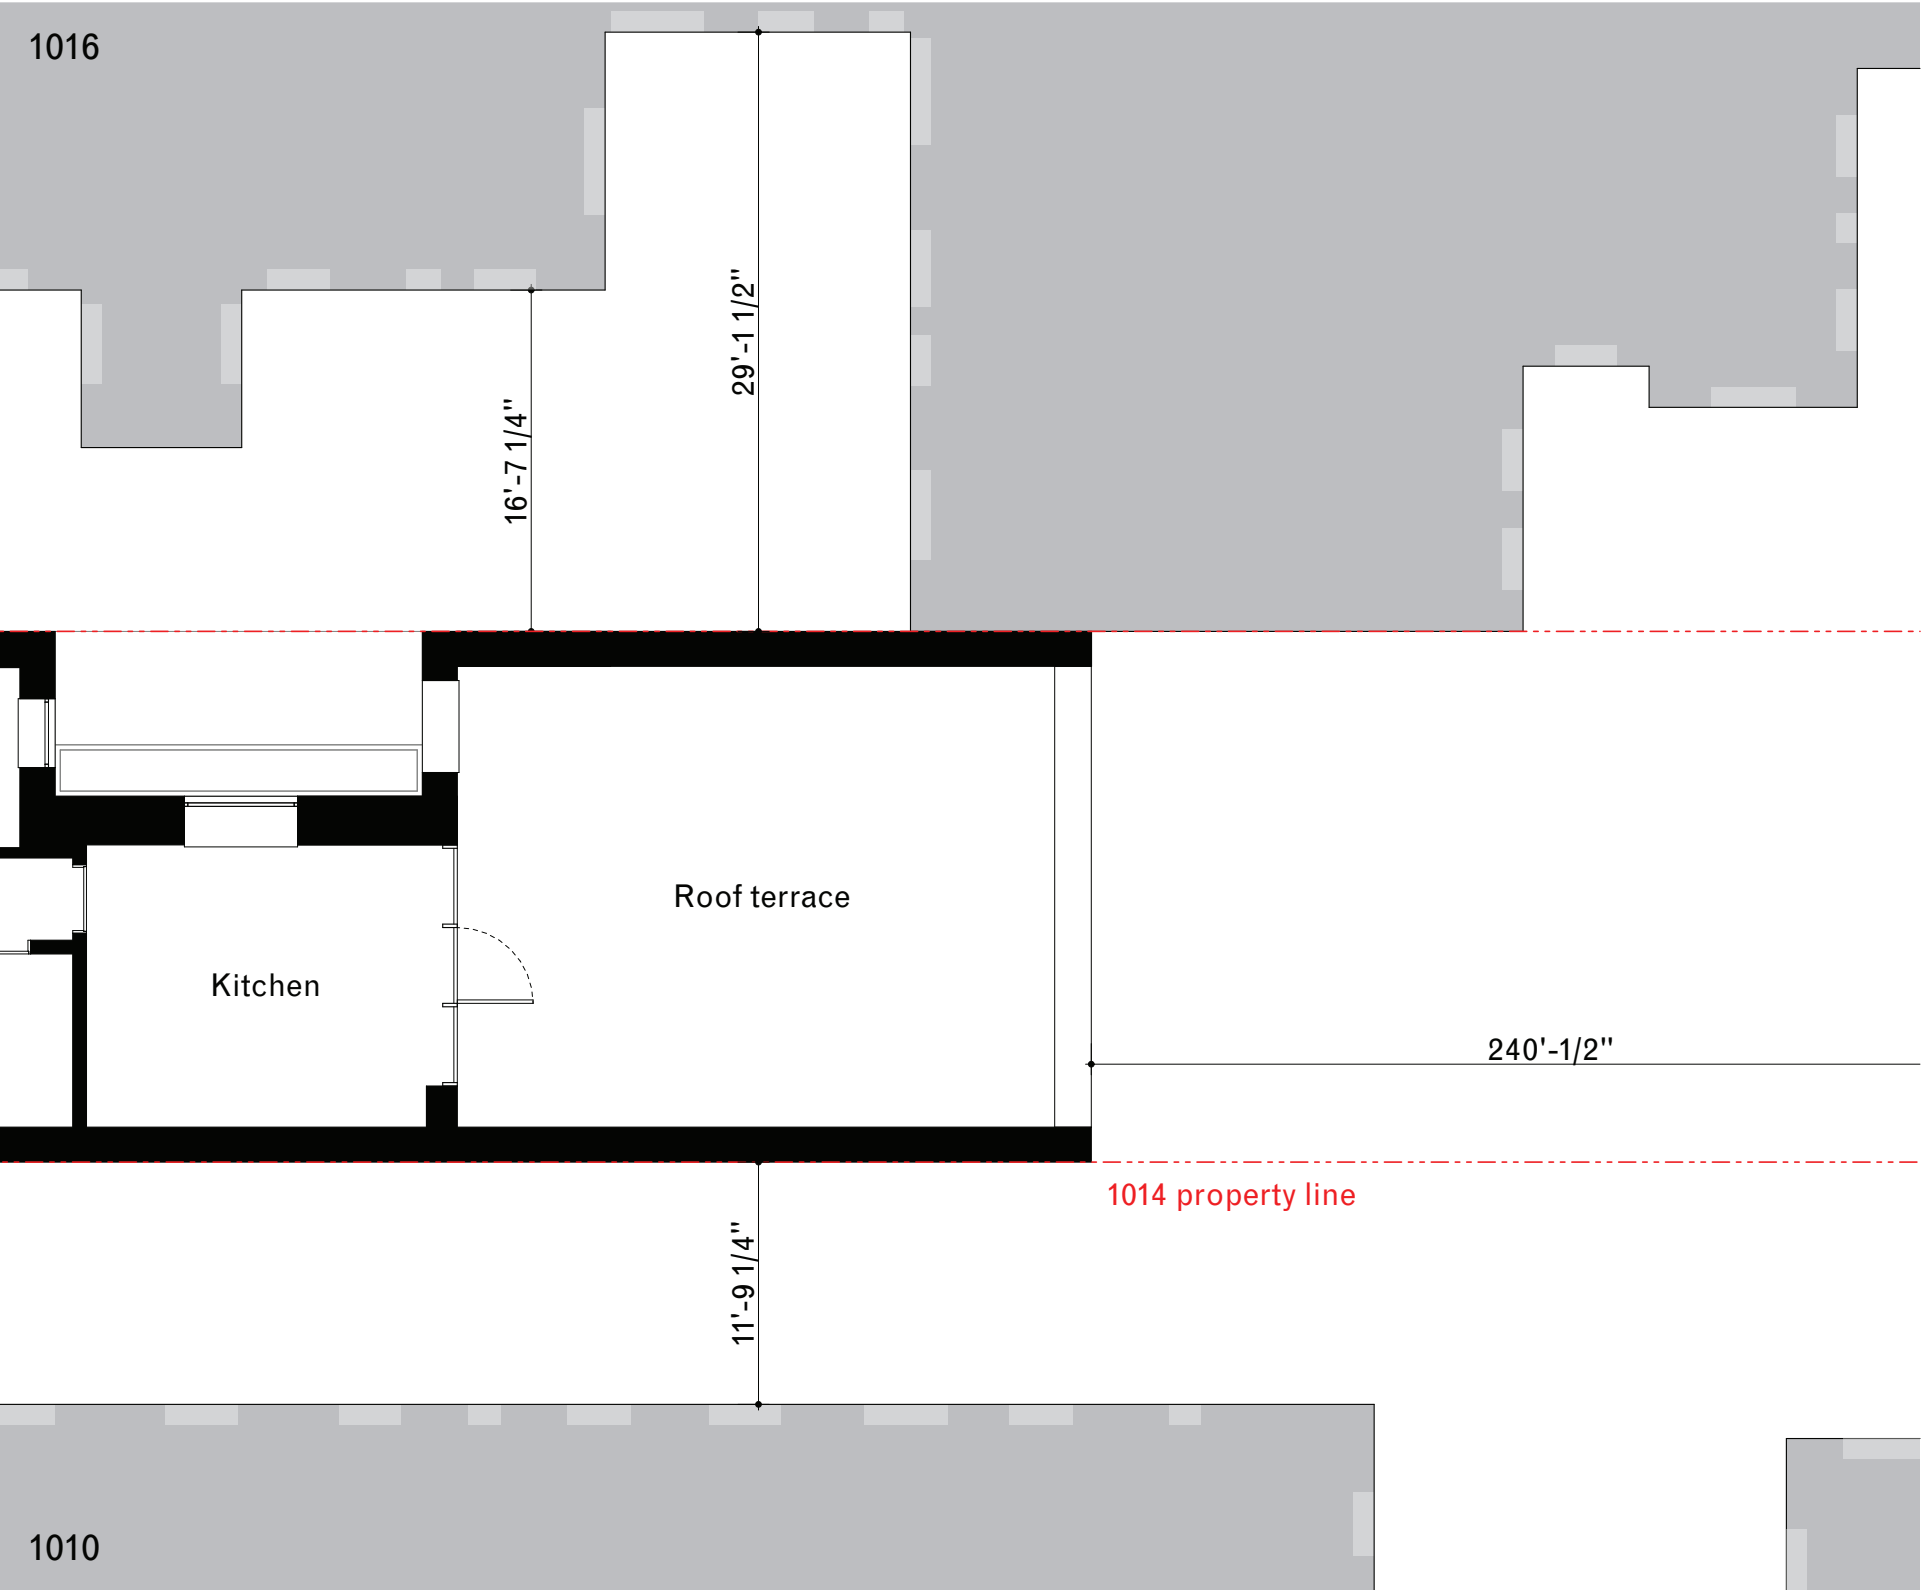 1016
29'-1 1/2"
16'-7 1/4"
Roof terrace
Kitchen
240'-1/2"
1014 property line
11'-9 1/4"
1010